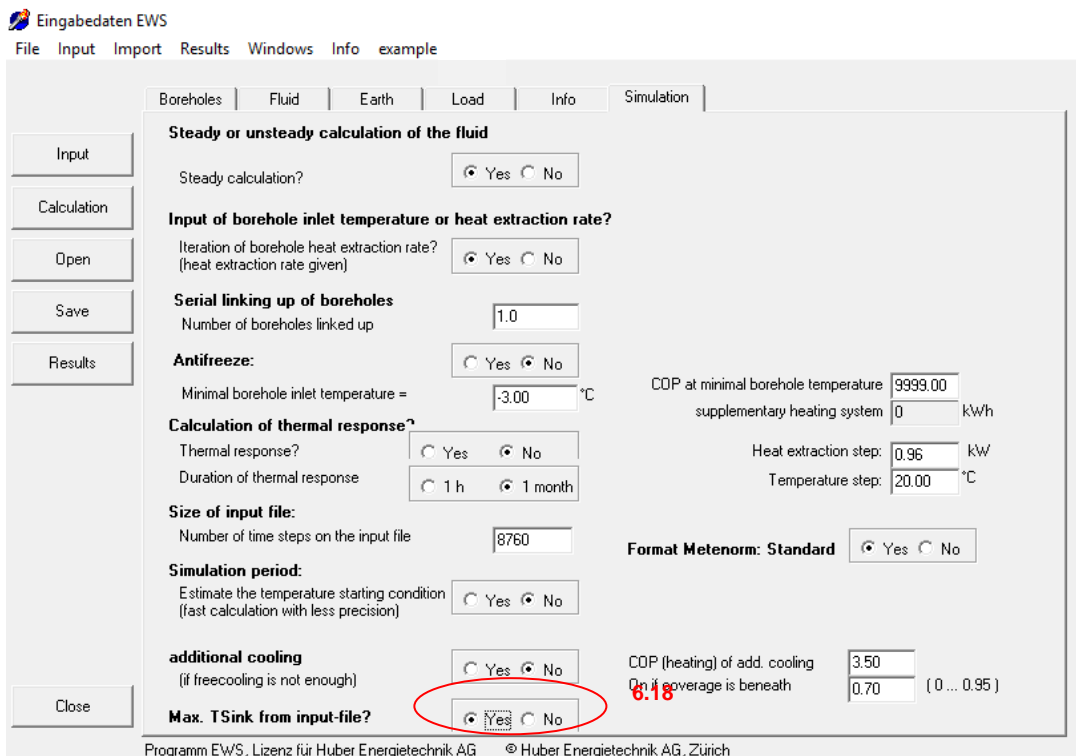 Eingabedaten EWS
File Input Import Results Windows Info example
Boreholes Fluid Earth Load Info Simulation
Steady or unsteady calculation of the fluid
Input
Steady calculation? Yes No
Calculation
Input of borehole inlet temperature or heat extraction rate?
Iteration of borehole heat extraction rate?
(heat extraction rate given) Yes No
Open
Serial linking up of boreholes
Number of boreholes linked up 1.0
Save
Antifreeze: Yes No
Results
Minimal borehole inlet temperature = -3.00 °C
COP at minimal borehole temperature 9999.00
supplementary heating system 0 kWh
Calculation of thermal response?
Thermal response? Yes No
Heat extraction step: 0.96 kW
Duration of thermal response 1 h 1 month
Temperature step: 20.00 °C
Size of input file:
Number of time steps on the input file 8760
Format Metenorm: Standard Yes No
Simulation period:
Estimate the temperature starting condition
(fast calculation with less precision) Yes No
additional cooling
(if freecooling is not enough) Yes No
COP (heating) of add. cooling 3.50
On if coverage is beneath 0.70 ( 0 ... 0.95 )
6.18
Close
Max. TSink from input-file? Yes No
Programm EWS, Lizenz für Huber Energietechnik AG © Huber Energietechnik AG, Zürich